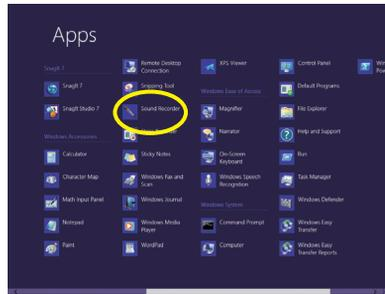 Apps
SnagIt 7
SnagIt 7
SnagIt Studio 7
Windows Accessories
Calculator
Character Map
Math Input Panel
Notepad
Paint
Remote Desktop
Connection
Snipping Tool
Sound Recorder
Sticky Notes
Windows Fax and
Scan
Windows Journal
Windows Media
Player
WordPad
XPS Viewer
Windows Ease of Access
Magnifier
Narrator
On-Screen
Keyboard
Windows Speech
Recognition
Windows System
Command Prompt
Computer
Control Panel
Default Programs
File Explorer
Help and Support
Run
Task Manager
Windows Defender
Windows Easy
Transfer
Windows Easy
Transfer Reports